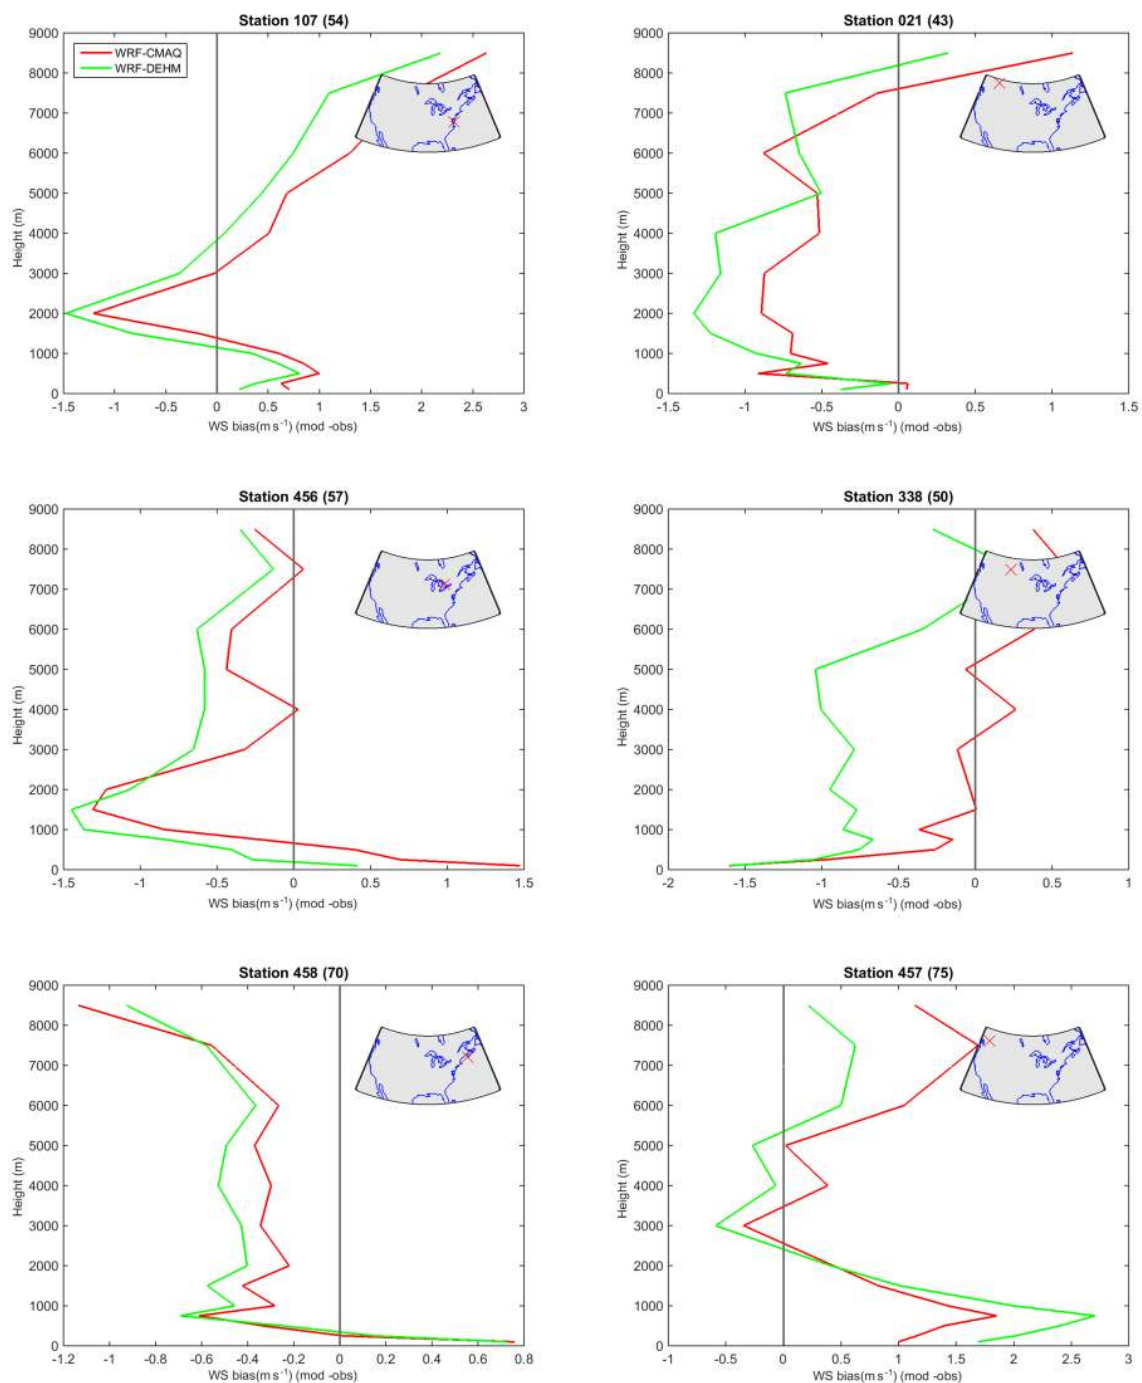 Station 107 (54)
9000
8000
7000
6000
5000
4000
3000
2000
1000
0
Height (m)
WRF-CMAQ
WRF-DEHM
-1.5 -1 -0.5 0 0.5 1 1.5 2 2.5 3
WS bias(m s⁻¹) (mod -obs)
Station 021 (43)
9000
8000
7000
6000
5000
4000
3000
2000
1000
0
Height (m)
-1.5 -1 -0.5 0 0.5 1 1.5
WS bias(m s⁻¹) (mod -obs)
Station 456 (57)
9000
8000
7000
6000
5000
4000
3000
2000
1000
0
Height (m)
-1.5 -1 -0.5 0 0.5 1 1.5
WS bias(m s⁻¹) (mod -obs)
Station 338 (50)
9000
8000
7000
6000
5000
4000
3000
2000
1000
0
Height (m)
-2 -1.5 -1 -0.5 0 0.5 1
WS bias(m s⁻¹) (mod -obs)
Station 458 (70)
9000
8000
7000
6000
5000
4000
3000
2000
1000
0
Height (m)
-1.2 -1 -0.8 -0.6 -0.4 -0.2 0 0.2 0.4 0.6 0.8
WS bias(m s⁻¹) (mod -obs)
Station 457 (75)
9000
8000
7000
6000
5000
4000
3000
2000
1000
0
Height (m)
-1 -0.5 0 0.5 1 1.5 2 2.5 3
WS bias(m s⁻¹) (mod -obs)